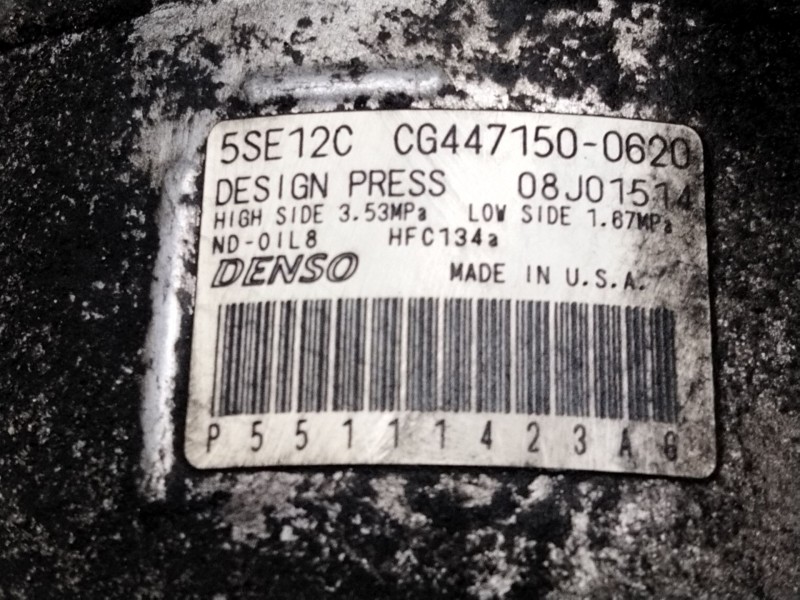 5SE12C CG447150-0620
DESIGN PRESS 08J01514
HIGH SIDE 3.53MPa LOW SIDE 1.67MPa
ND-OIL8 HFC134a
DENSO MADE IN U.S.A.
P55111423AG